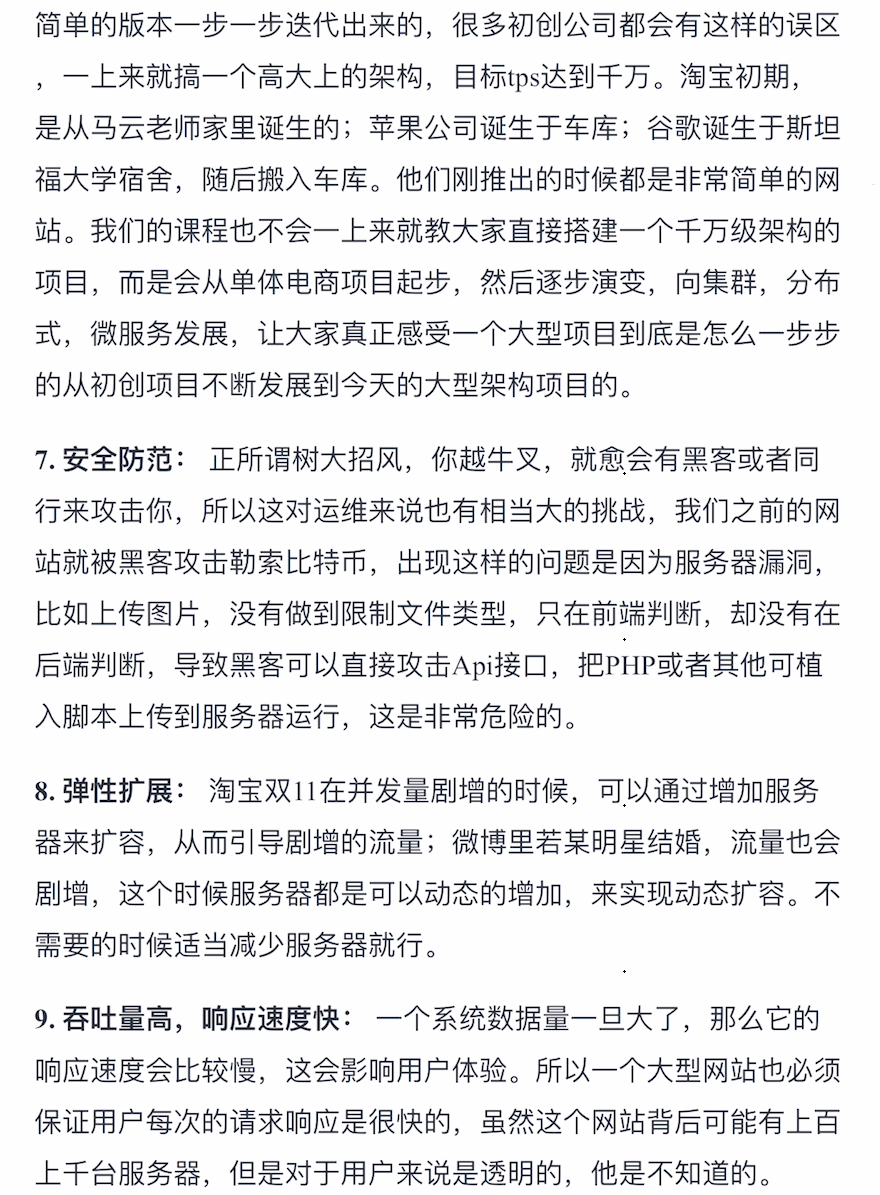 简单的版本一步一步迭代出来的，很多初创公司都会有这样的误区
，一上来就搞一个高大上的架构，目标tps达到千万。淘宝初期，
是从马云老师家里诞生的；苹果公司诞生于车库；谷歌诞生于斯坦
福大学宿舍，随后搬入车库。他们刚推出的时候都是非常简单的网
站。我们的课程也不会一上来就教大家直接搭建一个千万级架构的
项目，而是会从单体电商项目起步，然后逐步演变，向集群，分布
式，微服务发展，让大家真正感受一个大型项目到底是怎么一步步
的从初创项目不断发展到今天的大型架构项目的。
7. 安全防范： 正所谓树大招风，你越牛叉，就愈会有黑客或者同
行来攻击你，所以这对运维来说也有相当大的挑战，我们之前的网
站就被黑客攻击勒索比特币，出现这样的问题是因为服务器漏洞，
比如上传图片，没有做到限制文件类型，只在前端判断，却没有在
后端判断，导致黑客可以直接攻击Api接口，把PHP或者其他可植
入脚本上传到服务器运行，这是非常危险的。
8. 弹性扩展： 淘宝双11在并发量剧增的时候，可以通过增加服务
器来扩容，从而引导剧增的流量；微博里若某明星结婚，流量也会
剧增，这个时候服务器都是可以动态的增加，来实现动态扩容。不
需要的时候适当减少服务器就行。
9. 吞吐量高，响应速度快： 一个系统数据量一旦大了，那么它的
响应速度会比较慢，这会影响用户体验。所以一个大型网站也必须
保证用户每次的请求响应是很快的，虽然这个网站背后可能有上百
上千台服务器，但是对于用户来说是透明的，他是不知道的。